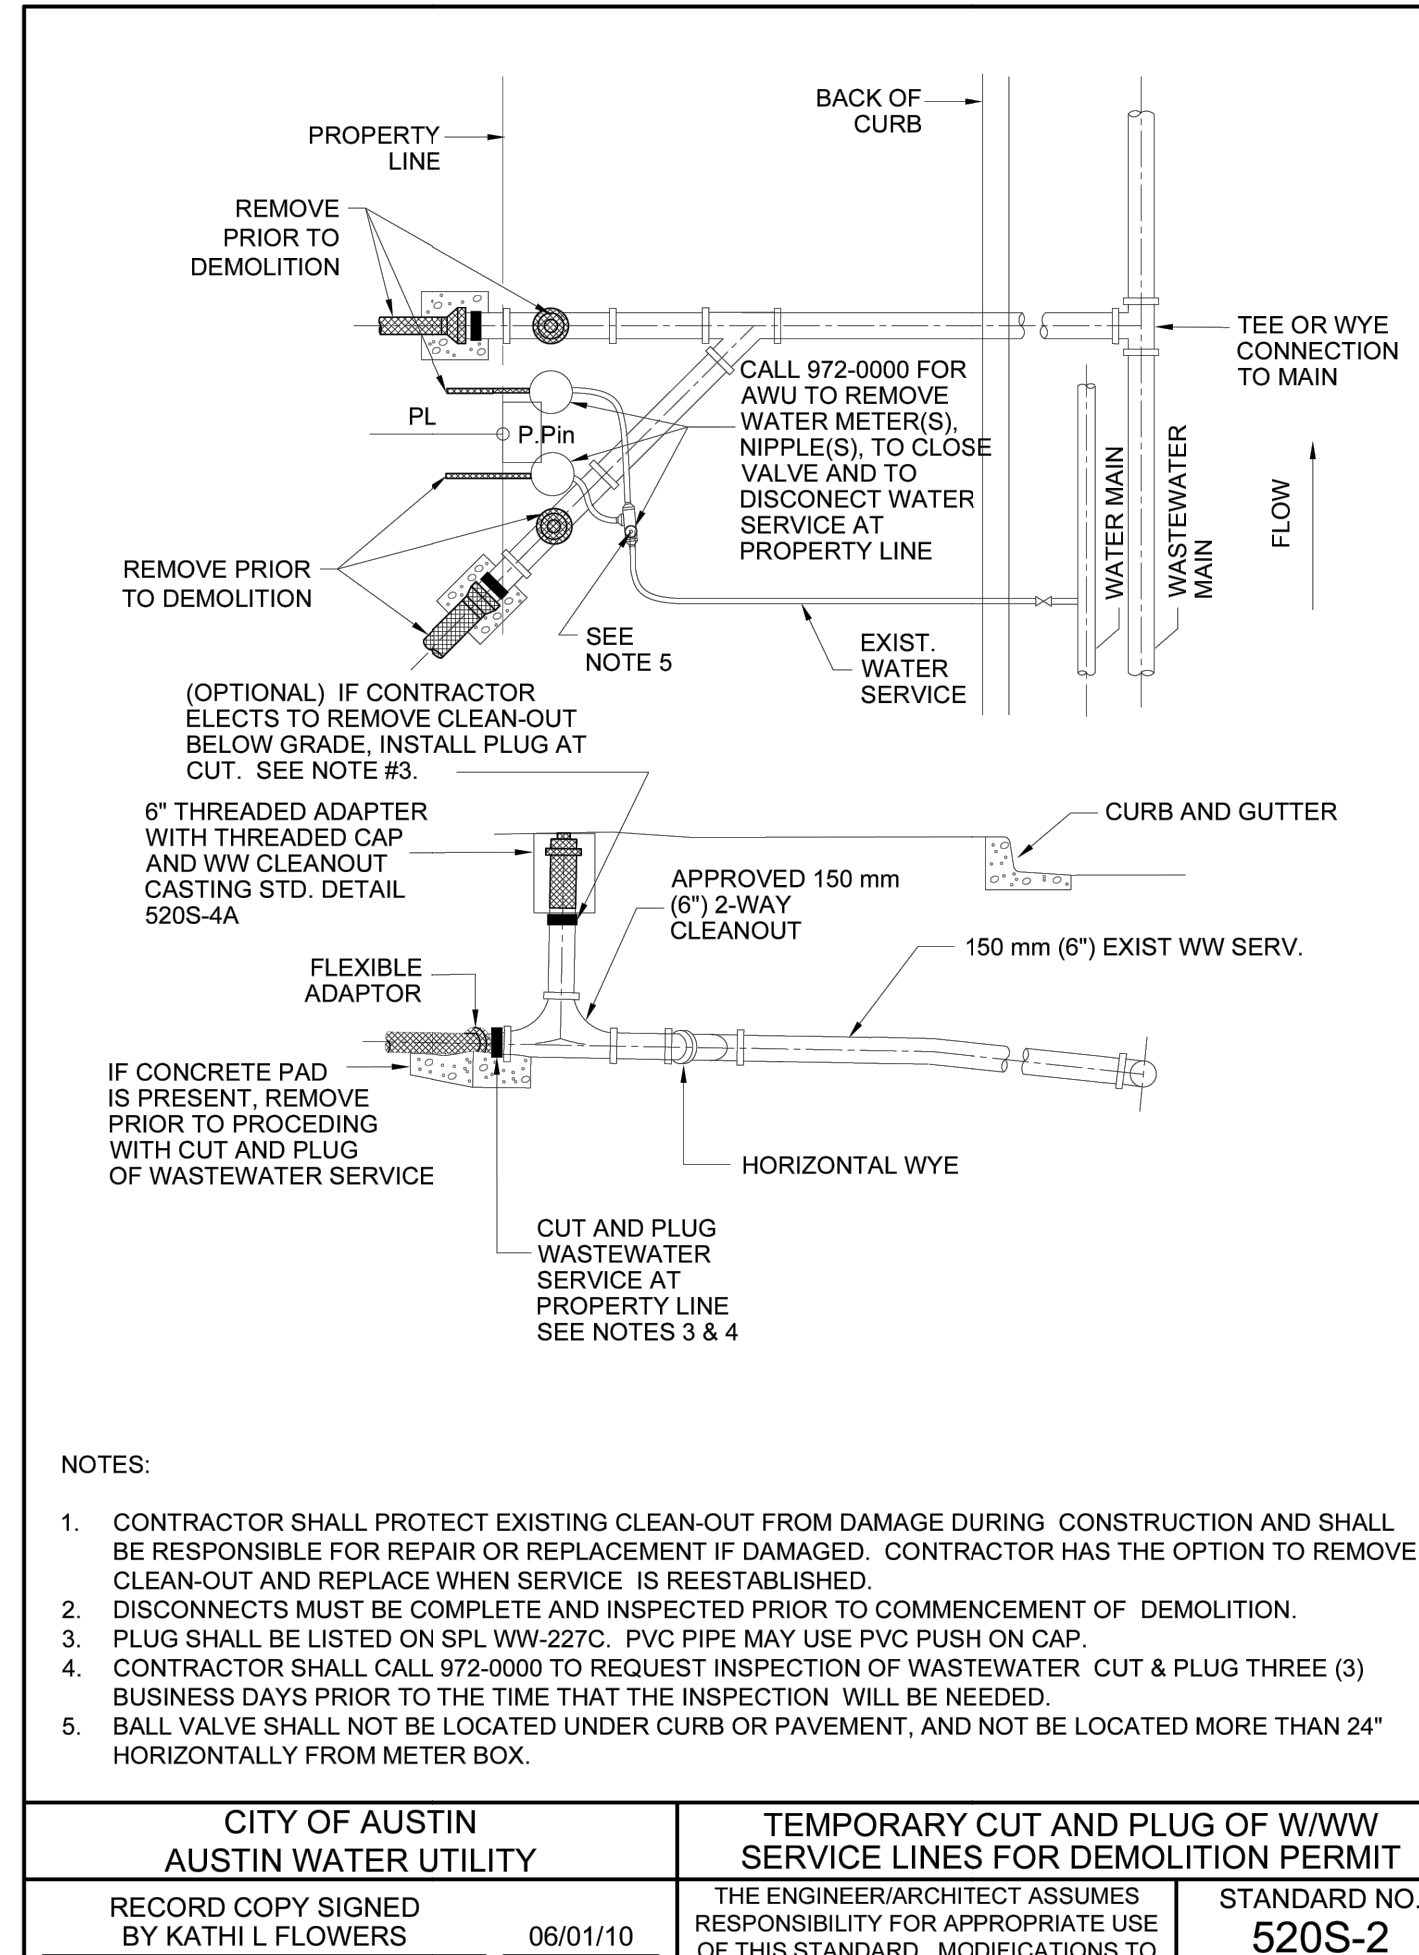 BACK OF
CURB
PROPERTY
LINE
REMOVE
PRIOR TO
DEMOLITION
TEE OR WYE
CONNECTION
TO MAIN
CALL 972-0000 FOR
AWU TO REMOVE
WATER METER(S),
NIPPLE(S), TO CLOSE
VALVE AND TO
DISCONECT WATER
SERVICE AT
PROPERTY LINE
PL
P.Pin
WATER MAIN
WASTEWATER
MAIN
FLOW
REMOVE PRIOR
TO DEMOLITION
SEE
NOTE 5
EXIST.
WATER
SERVICE
(OPTIONAL) IF CONTRACTOR
ELECTS TO REMOVE CLEAN-OUT
BELOW GRADE, INSTALL PLUG AT
CUT. SEE NOTE #3.
6" THREADED ADAPTER
WITH THREADED CAP
AND WW CLEANOUT
CASTING STD. DETAIL
520S-4A
CURB AND GUTTER
APPROVED 150 mm
(6") 2-WAY
CLEANOUT
150 mm (6") EXIST WW SERV.
FLEXIBLE
ADAPTOR
IF CONCRETE PAD
IS PRESENT, REMOVE
PRIOR TO PROCEDING
WITH CUT AND PLUG
OF WASTEWATER SERVICE
HORIZONTAL WYE
CUT AND PLUG
WASTEWATER
SERVICE AT
PROPERTY LINE
SEE NOTES 3 & 4
NOTES:
1. CONTRACTOR SHALL PROTECT EXISTING CLEAN-OUT FROM DAMAGE DURING CONSTRUCTION AND SHALL
BE RESPONSIBLE FOR REPAIR OR REPLACEMENT IF DAMAGED. CONTRACTOR HAS THE OPTION TO REMOVE
CLEAN-OUT AND REPLACE WHEN SERVICE IS REESTABLISHED.
2. DISCONNECTS MUST BE COMPLETE AND INSPECTED PRIOR TO COMMENCEMENT OF DEMOLITION.
3. PLUG SHALL BE LISTED ON SPL WW-227C. PVC PIPE MAY USE PVC PUSH ON CAP.
4. CONTRACTOR SHALL CALL 972-0000 TO REQUEST INSPECTION OF WASTEWATER CUT & PLUG THREE (3)
BUSINESS DAYS PRIOR TO THE TIME THAT THE INSPECTION WILL BE NEEDED.
5. BALL VALVE SHALL NOT BE LOCATED UNDER CURB OR PAVEMENT, AND NOT BE LOCATED MORE THAN 24"
HORIZONTALLY FROM METER BOX.
CITY OF AUSTIN
AUSTIN WATER UTILITY
TEMPORARY CUT AND PLUG OF W/WW
SERVICE LINES FOR DEMOLITION PERMIT
RECORD COPY SIGNED
BY KATHI L FLOWERS
06/01/10
THE ENGINEER/ARCHITECT ASSUMES
RESPONSIBILITY FOR APPROPRIATE USE
OF THIS STANDARD. MODIFICATIONS TO
STANDARD NO.
520S-2